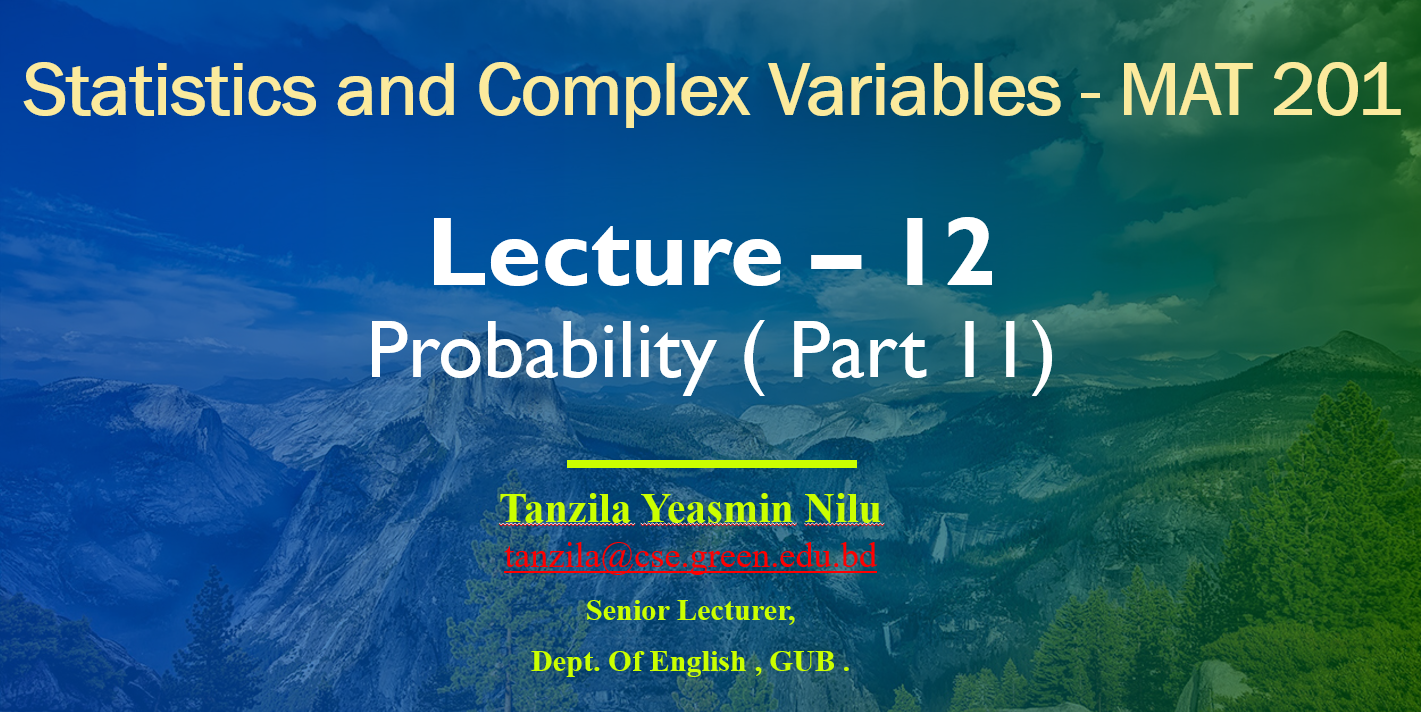 Statistics and Complex Variables - MAT 201
Lecture – 12
Probability ( Part 11)
Tanzila Yeasmin Nilu
tanzila@cse.green.edu.bd
Senior Lecturer,
Dept. Of English , GUB .